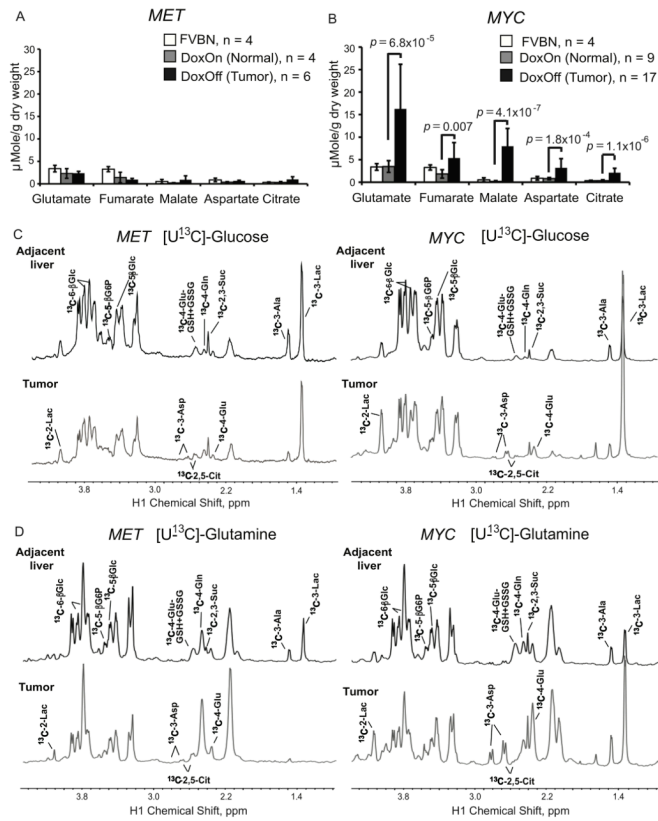 A
MET
FVBN, n = 4
DoxOn (Normal), n = 4
DoxOff (Tumor), n = 6
μMole/g dry weight
30
25
20
15
10
5
0
Glutamate Fumarate Malate Aspartate Citrate
B
MYC
FVBN, n = 4
DoxOn (Normal), n = 9
DoxOff (Tumor), n = 17
p = 6.8x10⁻⁵
p = 0.007
p = 4.1x10⁻⁷
p = 1.8x10⁻⁴
p = 1.1x10⁻⁶
μMole/g dry weight
30
25
20
15
10
5
0
Glutamate Fumarate Malate Aspartate Citrate
C
MET [U-¹³C]-Glucose
Adjacent
liver
¹³C-6-βGlc
¹³C-5-βG6P
¹³C-5βGlc
¹³C-4-Glu-
GSH+GSSG
¹³C-4-Gln
¹³C-2,3-Suc
¹³C-3-Ala
¹³C-3-Lac
Tumor
¹³C-2-Lac
¹³C-3-Asp
¹³C-4-Glu
¹³C-2,5-Cit
3.8 3.0 2.2 1.4
H1 Chemical Shift, ppm
MYC [U-¹³C]-Glucose
Adjacent
liver
¹³C-6-βGlc
¹³C-5-βG6P
¹³C-5-βGlc
¹³C-4-Glu-
GSH+GSSG
¹³C-4-Gln
¹³C-2,3-Suc
¹³C-3-Ala
¹³C-3-Lac
Tumor
¹³C-2-Lac
¹³C-3-Asp
¹³C-4-Glu
¹³C-2,5-Cit
3.8 3.0 2.2 1.4
H1 Chemical Shift, ppm
D
MET [U-¹³C]-Glutamine
Adjacent
liver
¹³C-6-βGlc
¹³C-5-βG6P
¹³C-5βGlc
¹³C-4-Glu-
GSH+GSSG
¹³C-4-Gln
¹³C-2,3-Suc
¹³C-3-Ala
¹³C-3-Lac
Tumor
¹³C-2-Lac
¹³C-3-Asp
¹³C-4-Glu
¹³C-2,5-Cit
3.8 3.0 2.2 1.4
H1 Chemical Shift, ppm
MYC [U-¹³C]-Glutamine
Adjacent
liver
¹³C-6-βGlc
¹³C-5-βG6P
¹³C-5-βGlc
¹³C-4-Glu-
GSH+GSSG
¹³C-4-Gln
¹³C-2,3-Suc
¹³C-3-Ala
¹³C-3-Lac
Tumor
¹³C-2-Lac
¹³C-3-Asp
¹³C-4-Glu
¹³C-2,5-Cit
3.8 3.0 2.2 1.4
H1 Chemical Shift, ppm